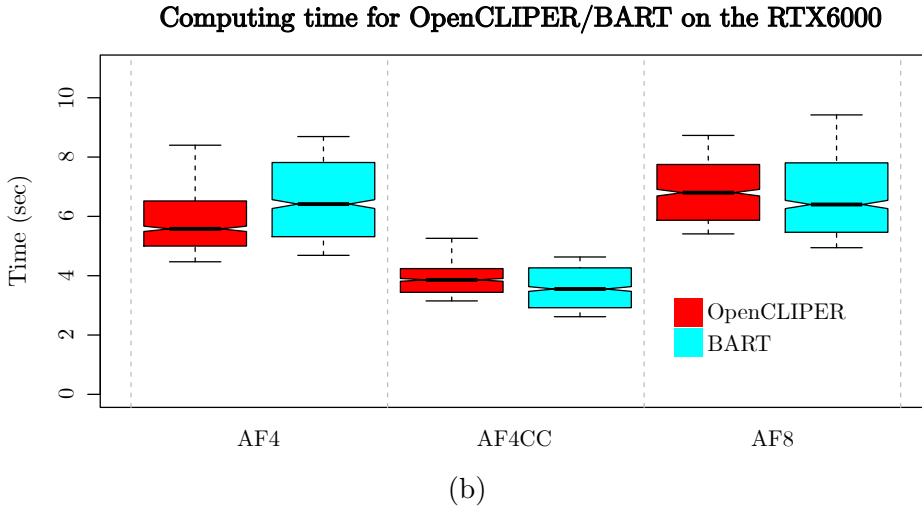 Computing time for OpenCLIPER/BART on the RTX6000
10
8
6
4
2
0
Time (sec)
OpenCLIPER
BART
AF4
AF4CC
AF8
(b)